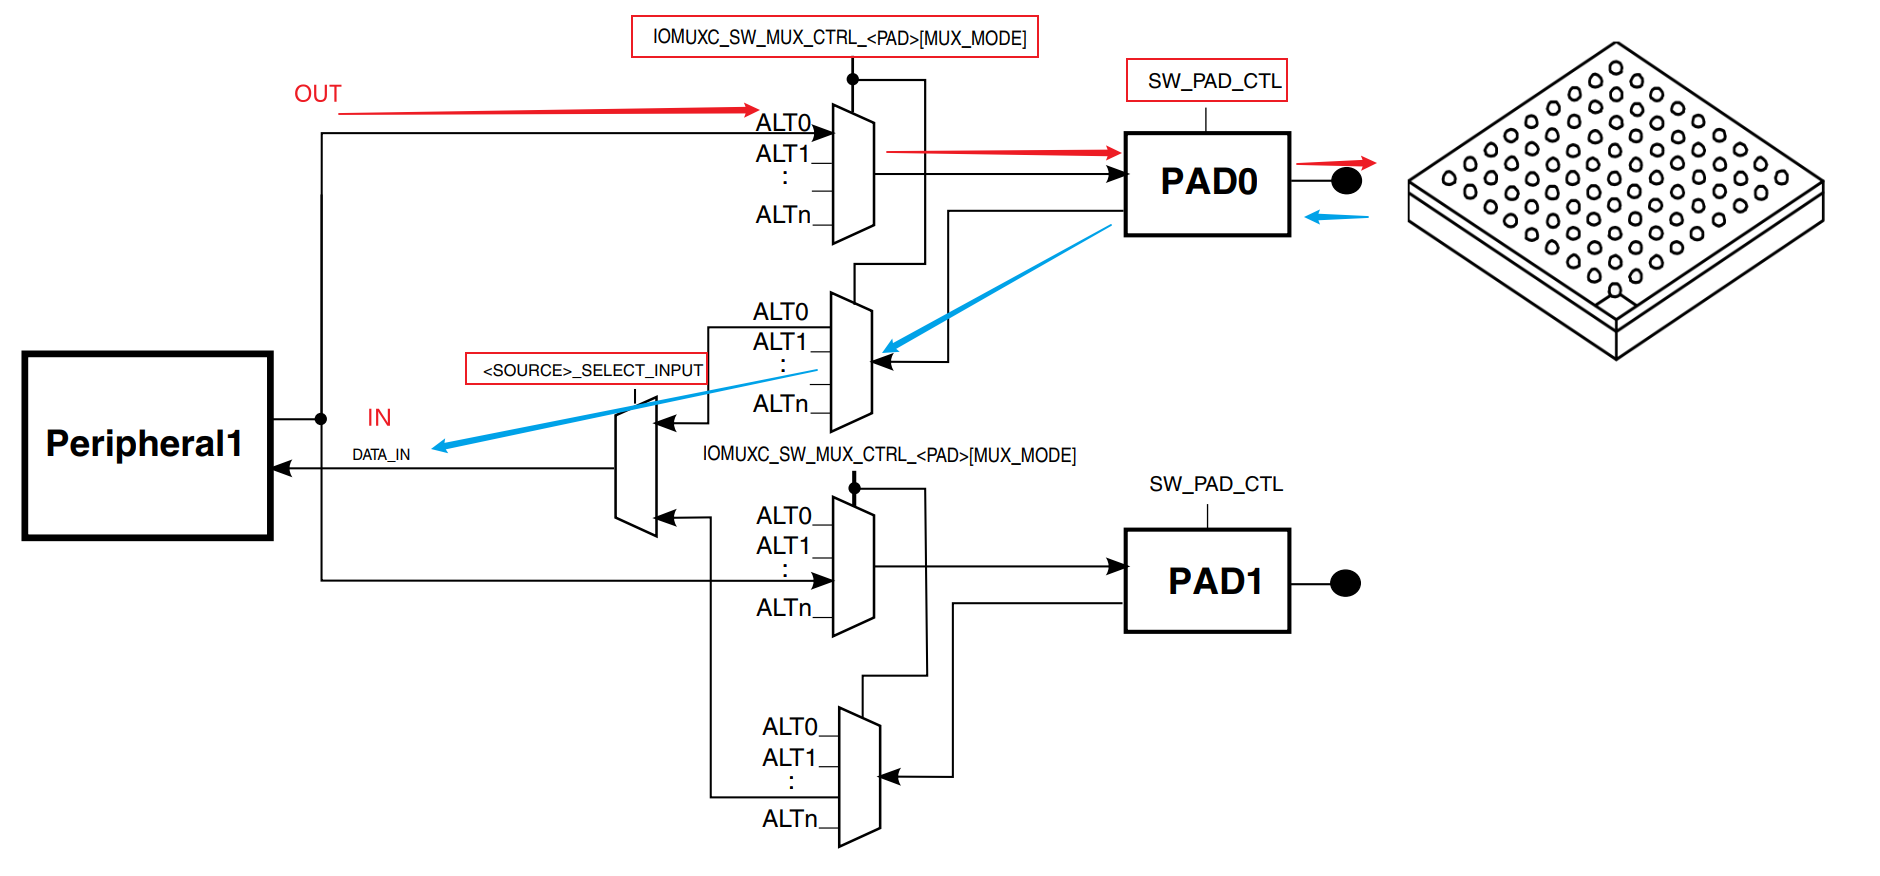 IOMUXC_SW_MUX_CTRL_<PAD>[MUX_MODE]
SW_PAD_CTL
OUT
ALT0
ALT1
:
ALTn
PAD0
ALT0
ALT1
:
ALTn
<SOURCE>_SELECT_INPUT
IN
DATA_IN
Peripheral1
IOMUXC_SW_MUX_CTRL_<PAD>[MUX_MODE]
SW_PAD_CTL
ALT0
ALT1
:
ALTn
PAD1
ALT0
ALT1
:
ALTn